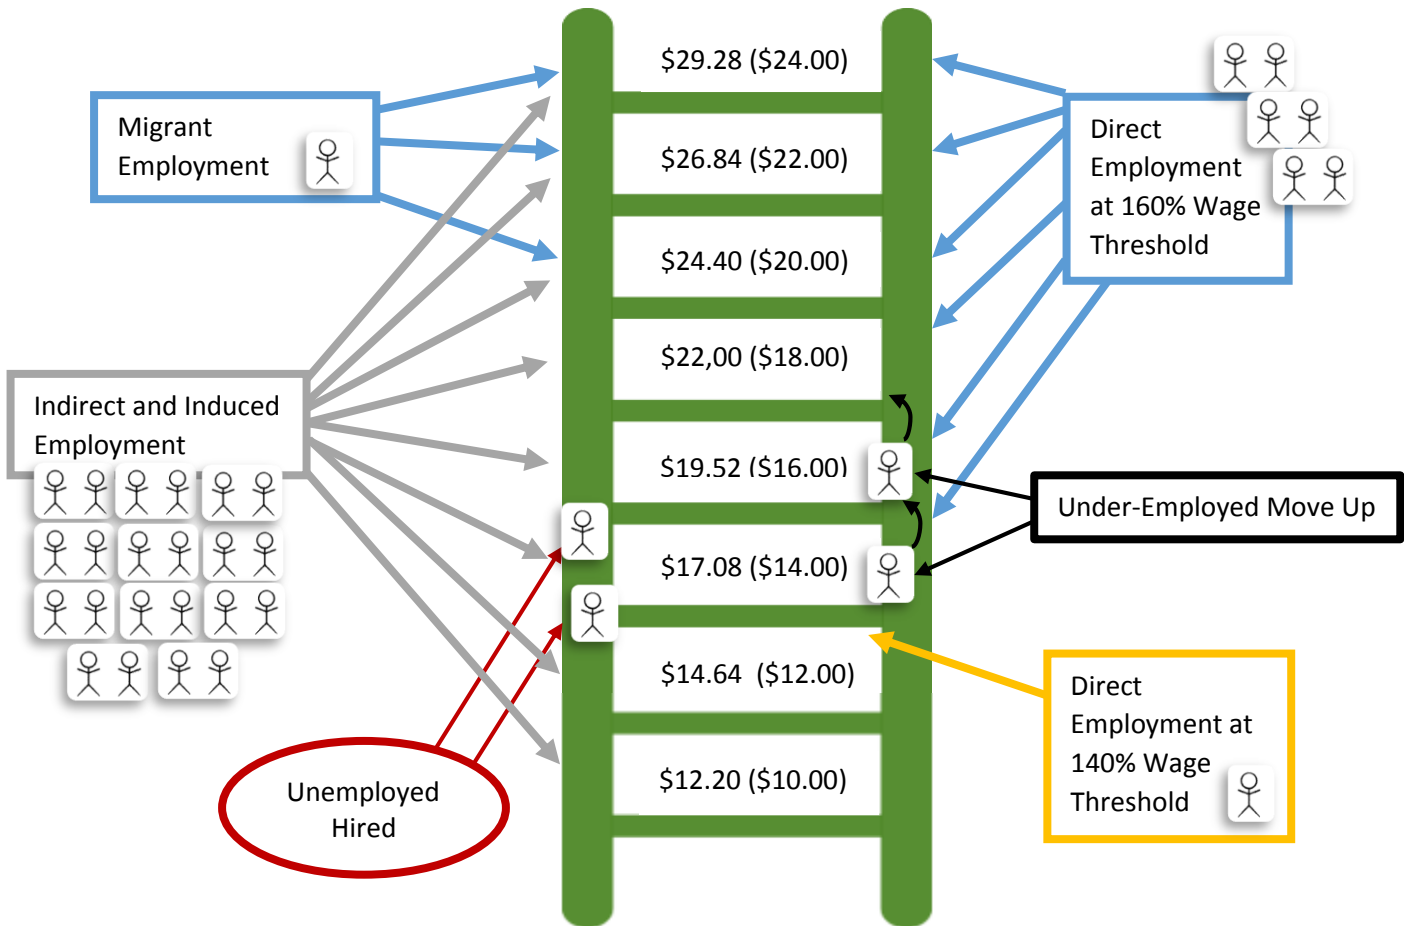 $29.28 ($24.00)
Migrant
Employment
Direct
Employment
at 160% Wage
Threshold
$26.84 ($22.00)
$24.40 ($20.00)
$22,00 ($18.00)
Indirect and Induced
Employment
$19.52 ($16.00)
Under-Employed Move Up
$17.08 ($14.00)
$14.64 ($12.00)
Direct
Employment at
140% Wage
Threshold
$12.20 ($10.00)
Unemployed
Hired